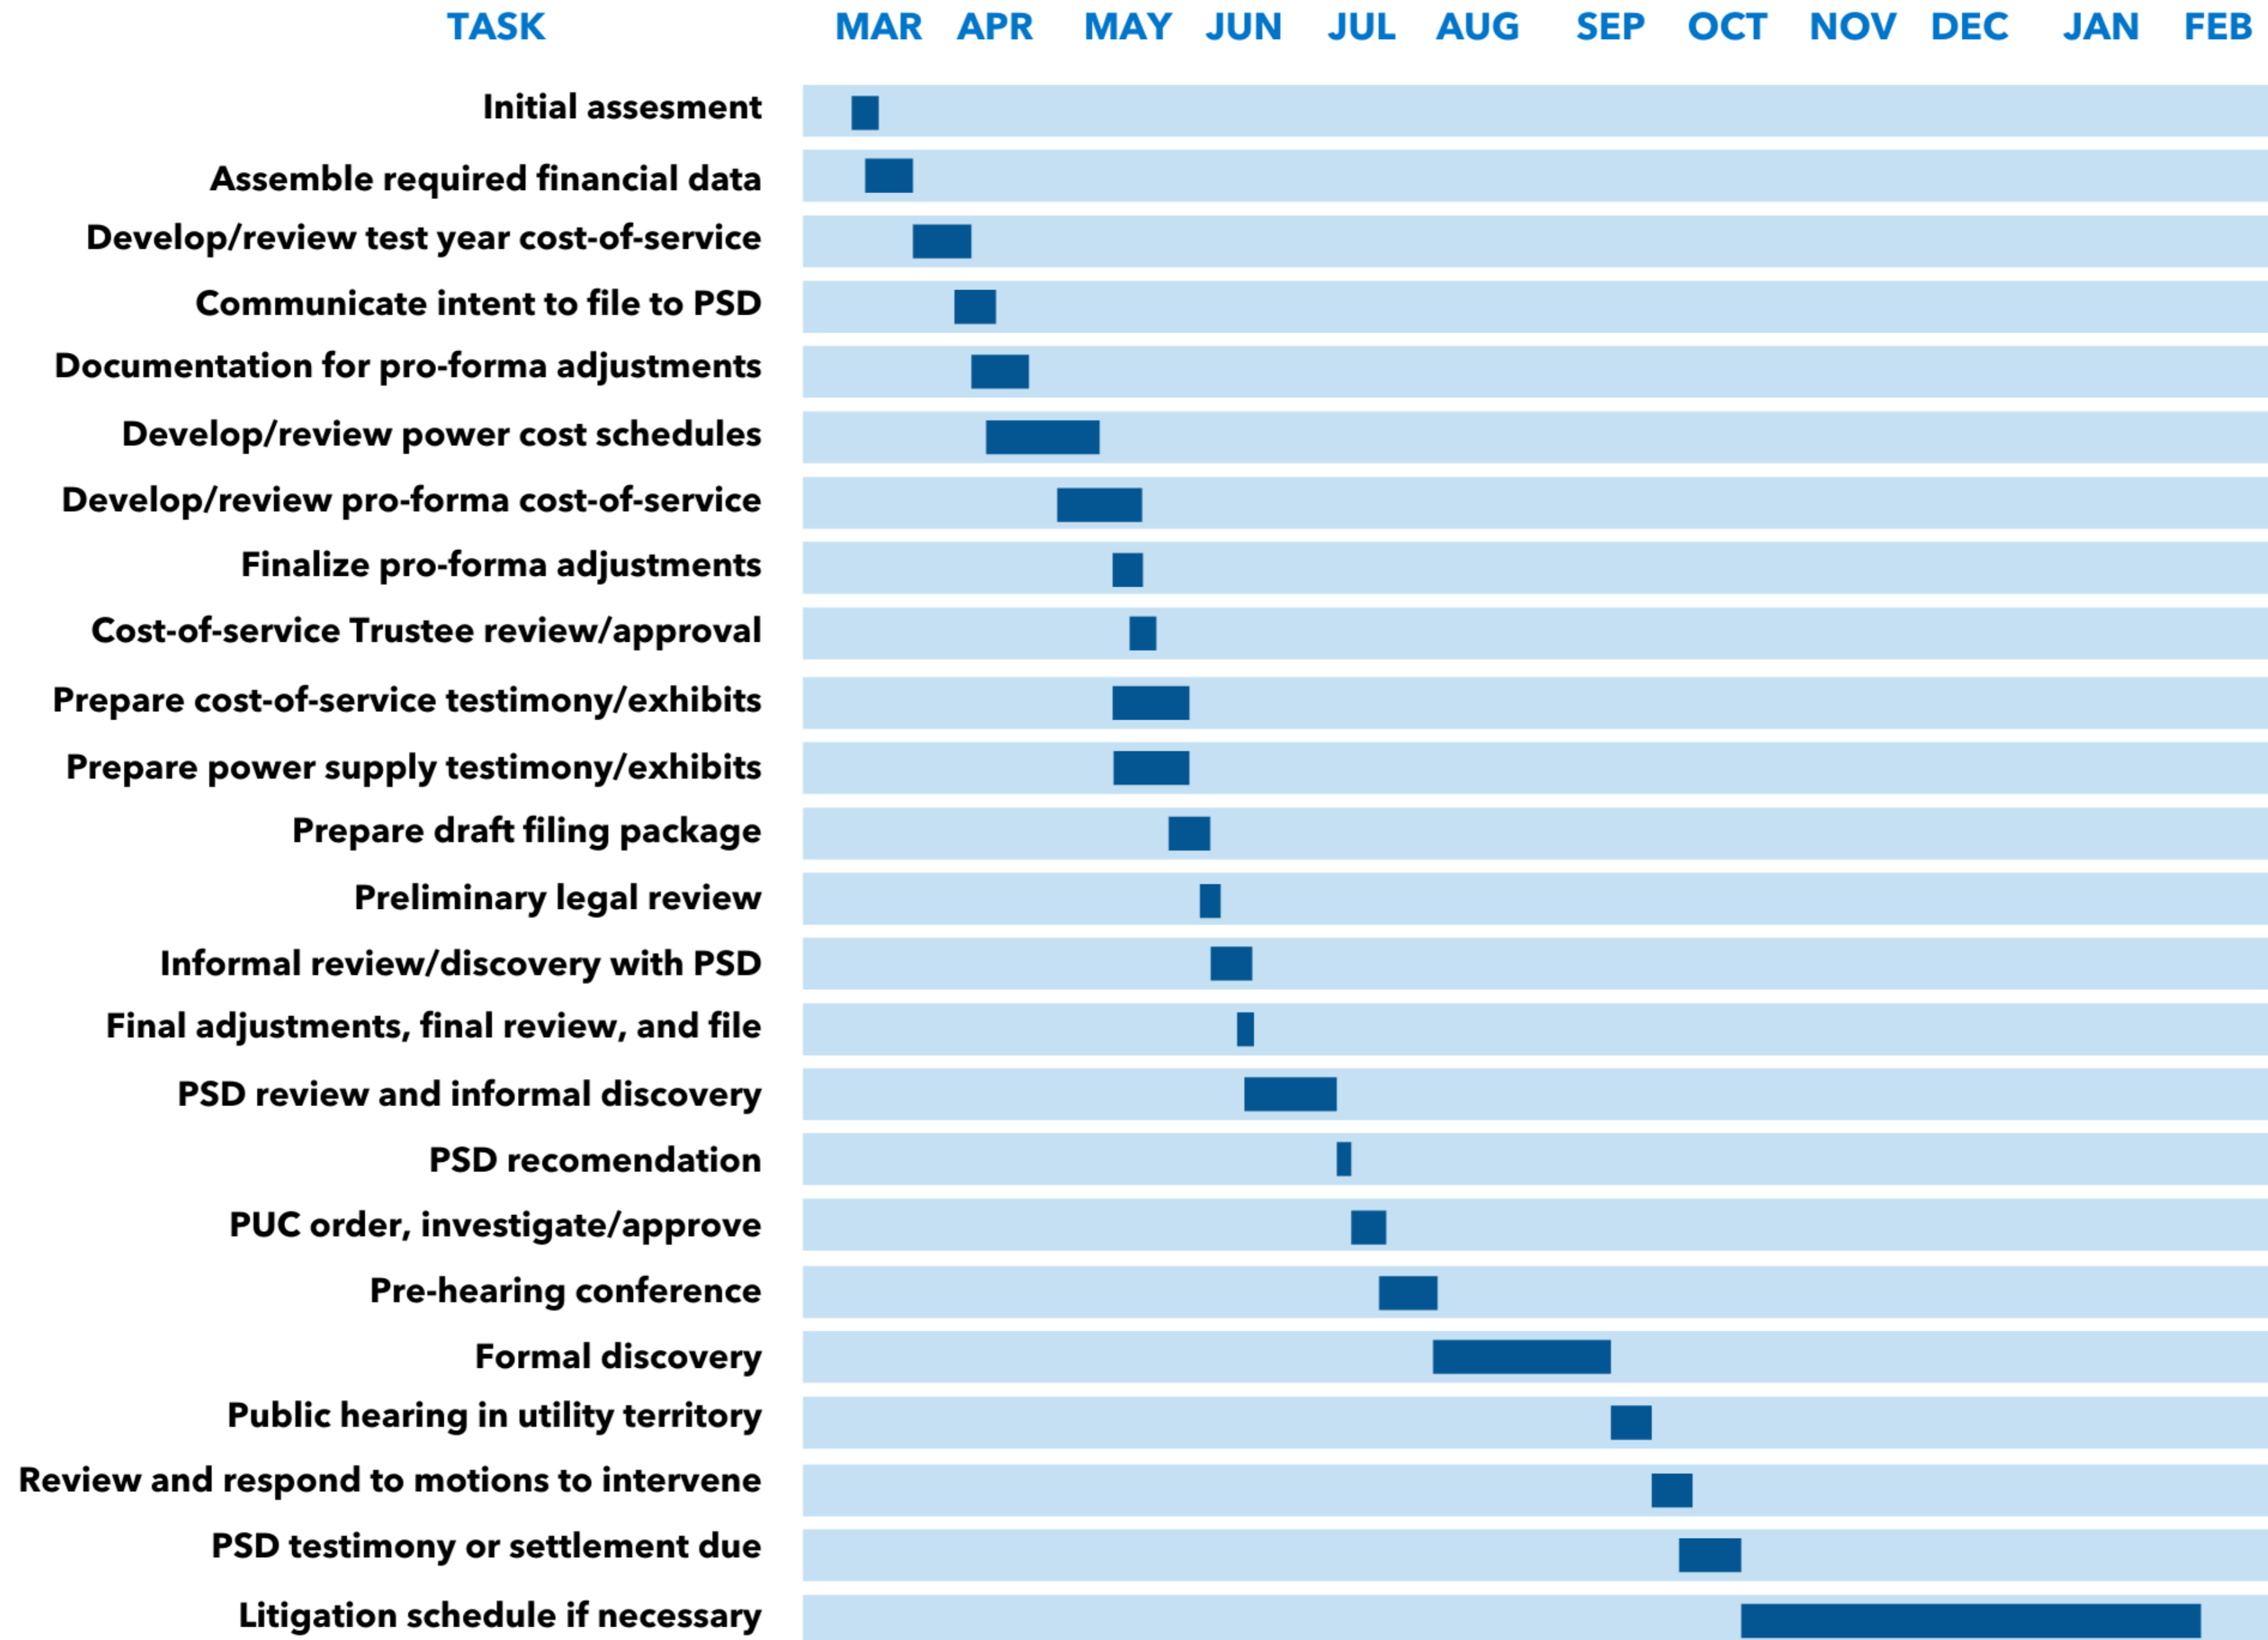 TASK MAR APR MAY JUN JUL AUG SEP OCT NOV DEC JAN FEB
Initial assesment
Assemble required financial data
Develop/review test year cost-of-service
Communicate intent to file to PSD
Documentation for pro-forma adjustments
Develop/review power cost schedules
Develop/review pro-forma cost-of-service
Finalize pro-forma adjustments
Cost-of-service Trustee review/approval
Prepare cost-of-service testimony/exhibits
Prepare power supply testimony/exhibits
Prepare draft filing package
Preliminary legal review
Informal review/discovery with PSD
Final adjustments, final review, and file
PSD review and informal discovery
PSD recomendation
PUC order, investigate/approve
Pre-hearing conference
Formal discovery
Public hearing in utility territory
Review and respond to motions to intervene
PSD testimony or settlement due
Litigation schedule if necessary